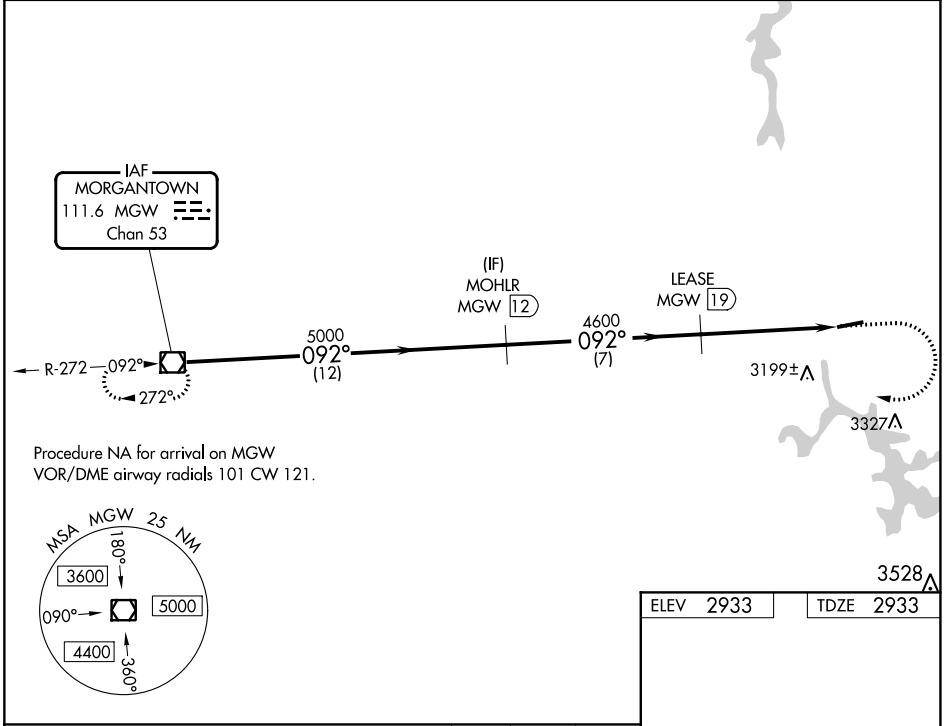 IAF
MORGANTOWN
111.6 MGW
Chan 53
(IF)
MOHLR
MGW 12
LEASE
MGW 19
5000
092°
(12)
4600
092°
(7)
R-272
092°
272°
3199±
3327
Procedure NA for arrival on MGW
VOR/DME airway radials 101 CW 121.
MSA MGW 25 NM
180°
3600
090°
5000
4400
360°
3528
ELEV 2933
TDZE 2933